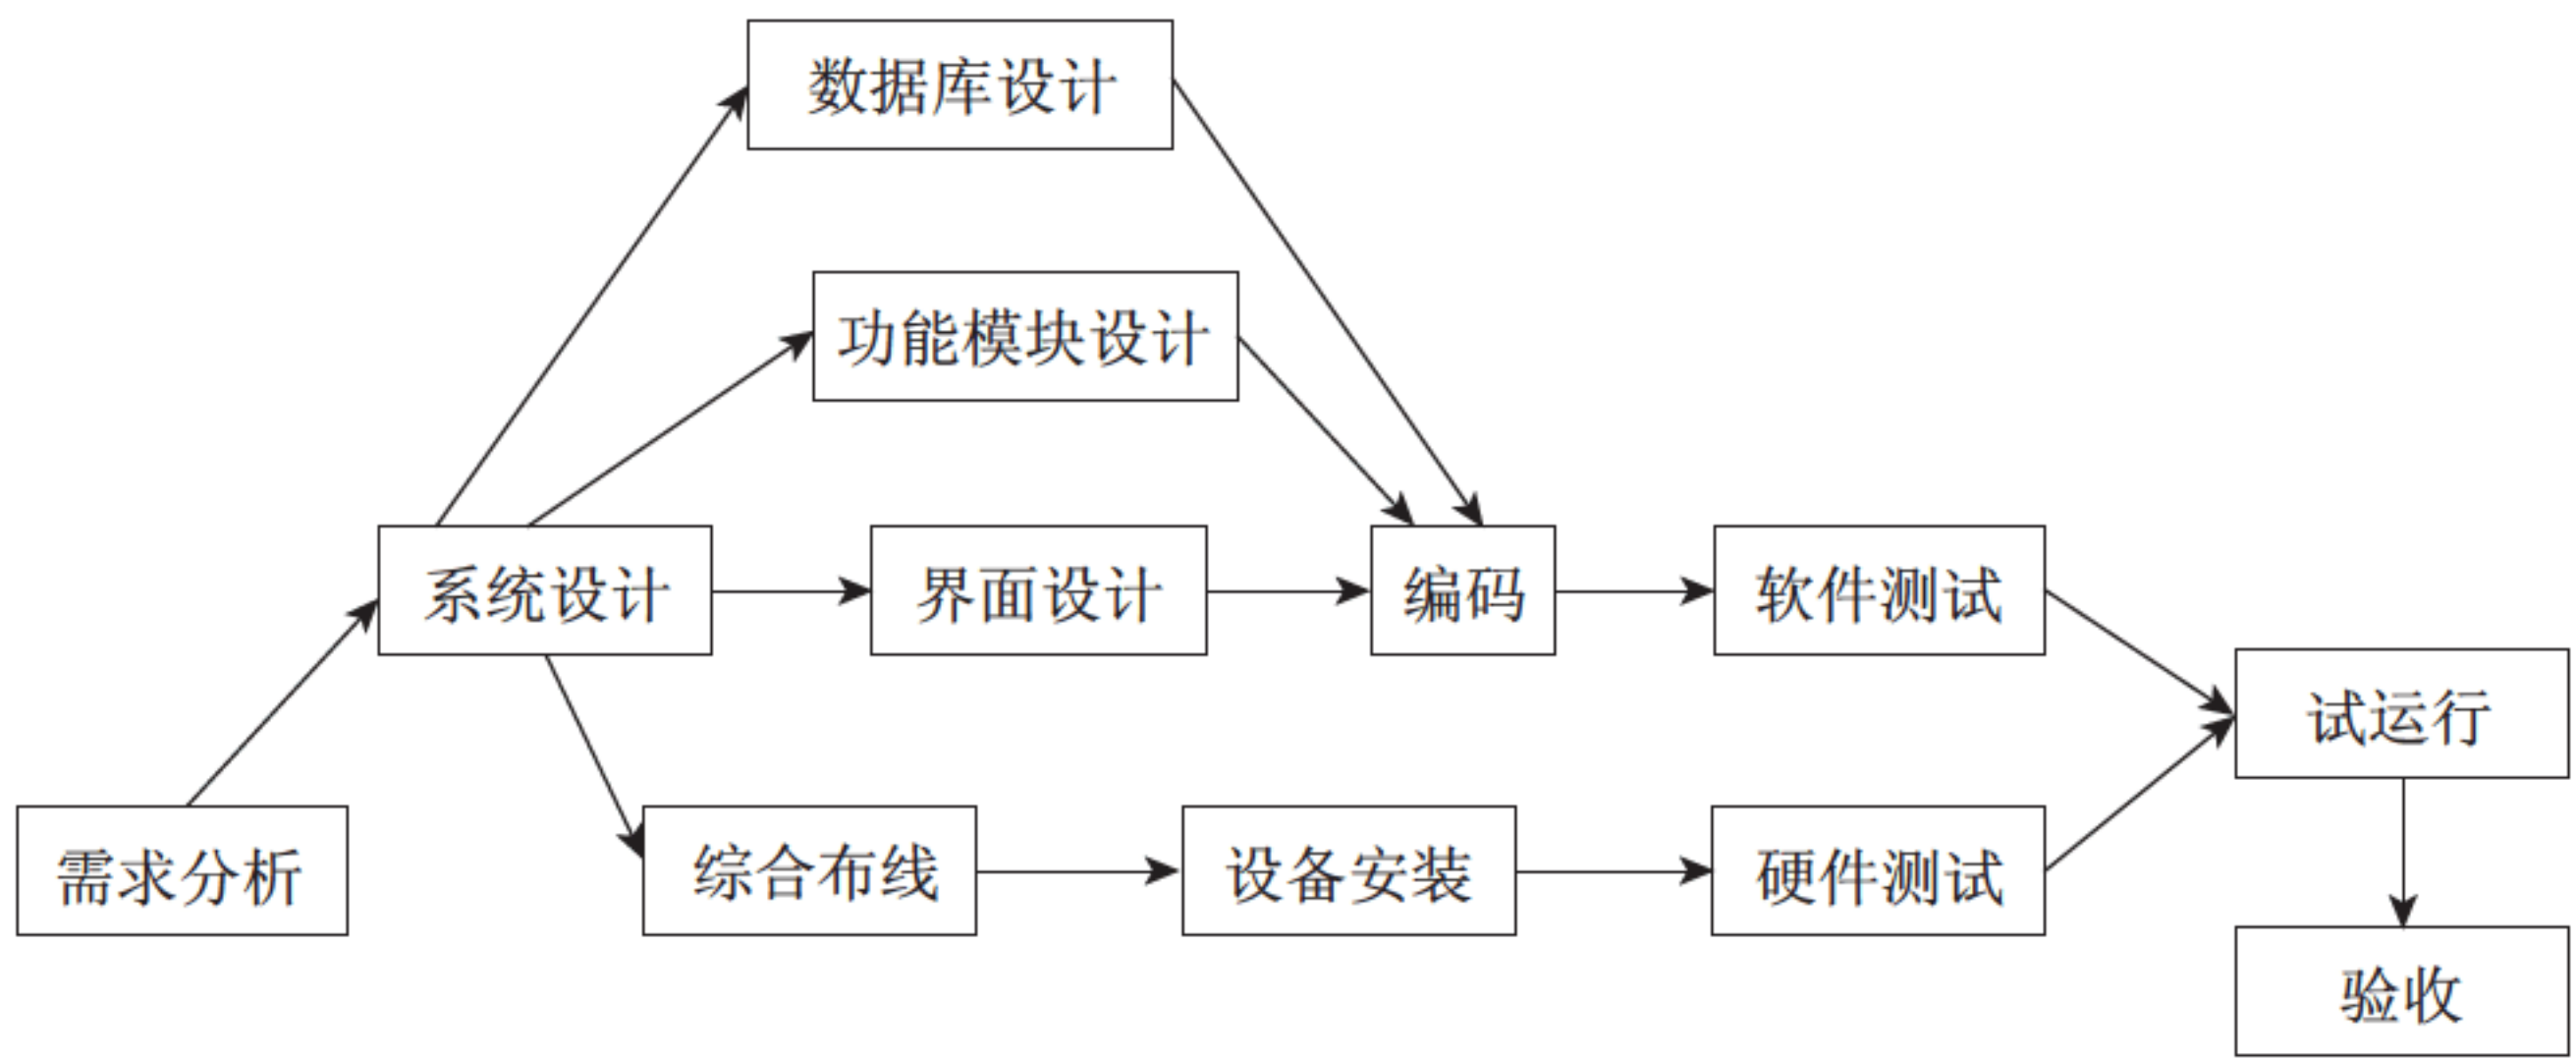 数据库设计
功能模块设计
系统设计
界面设计
编码
软件测试
试运行
需求分析
综合布线
设备安装
硬件测试
验收